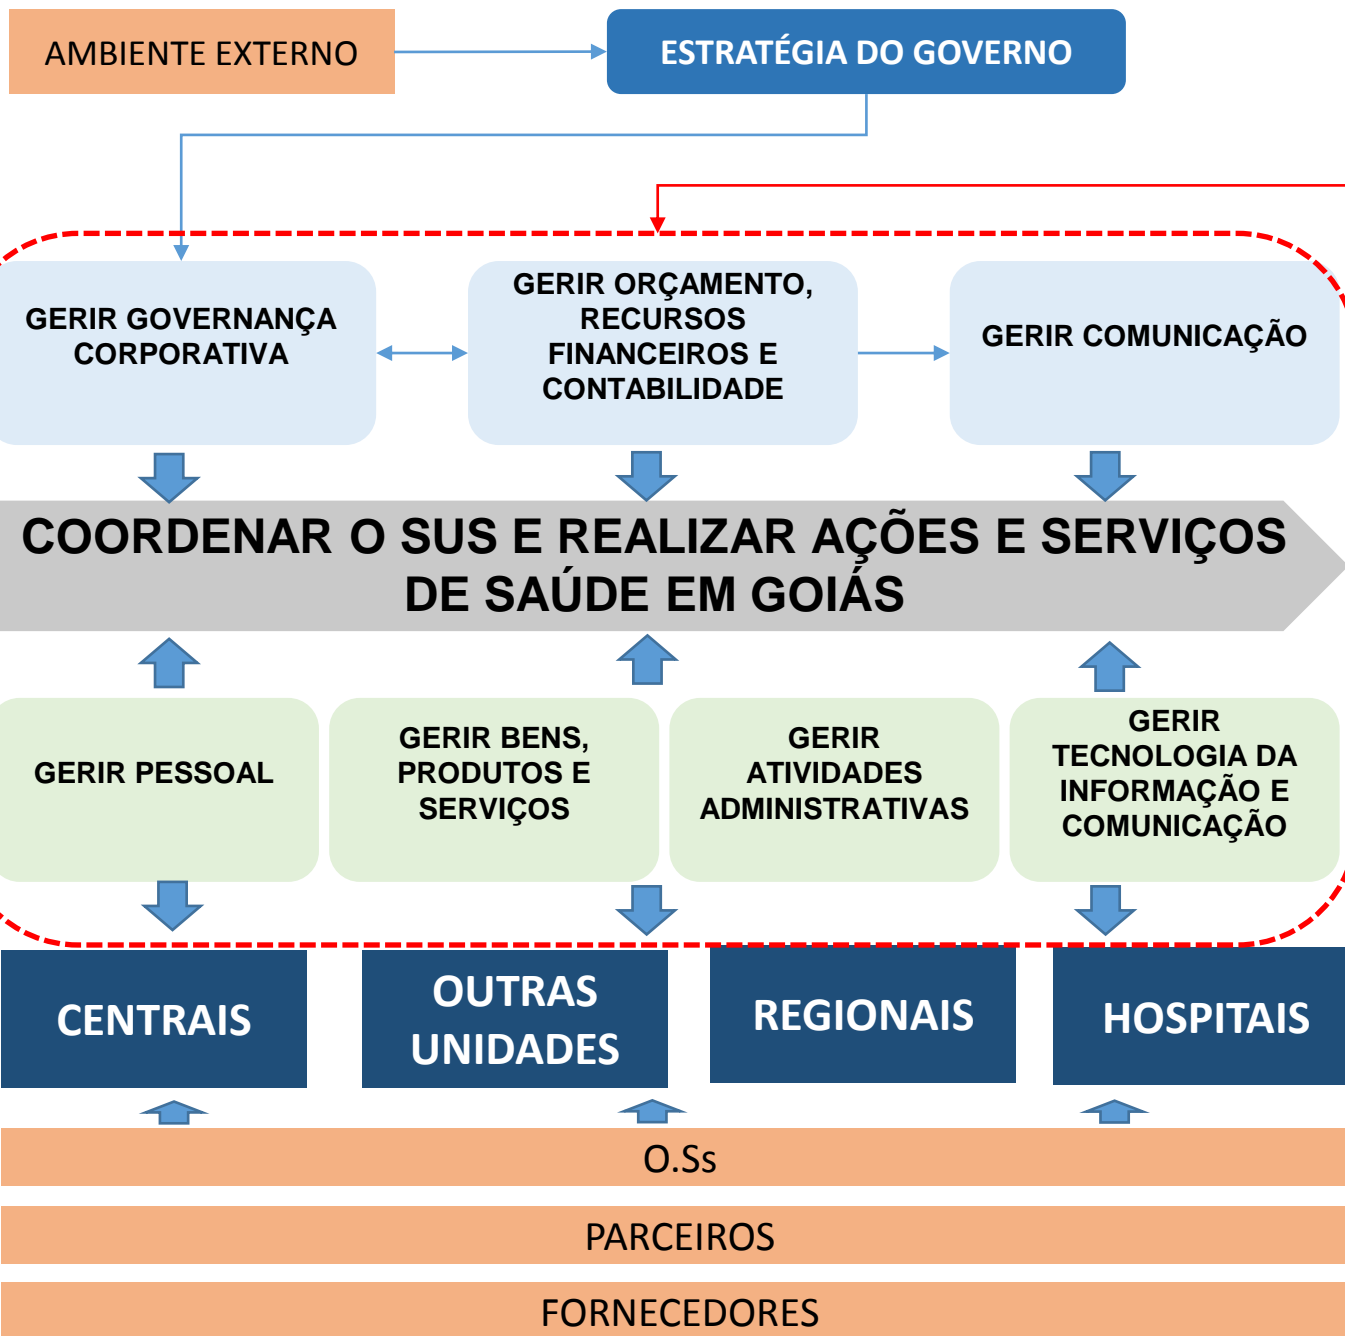 AMBIENTE EXTERNO
ESTRATÉGIA DO GOVERNO
GERIR GOVERNANÇA
CORPORATIVA
GERIR ORÇAMENTO,
RECURSOS
FINANCEIROS E
CONTABILIDADE
GERIR COMUNICAÇÃO
COORDENAR O SUS E REALIZAR AÇÕES E SERVIÇOS
DE SAÚDE EM GOIÁS
GERIR PESSOAL
GERIR BENS,
PRODUTOS E
SERVIÇOS
GERIR
ATIVIDADES
ADMINISTRATIVAS
GERIR
TECNOLOGIA DA
INFORMAÇÃO E
COMUNICAÇÃO
CENTRAIS
OUTRAS
UNIDADES
REGIONAIS
HOSPITAIS
O.Ss
PARCEIROS
FORNECEDORES